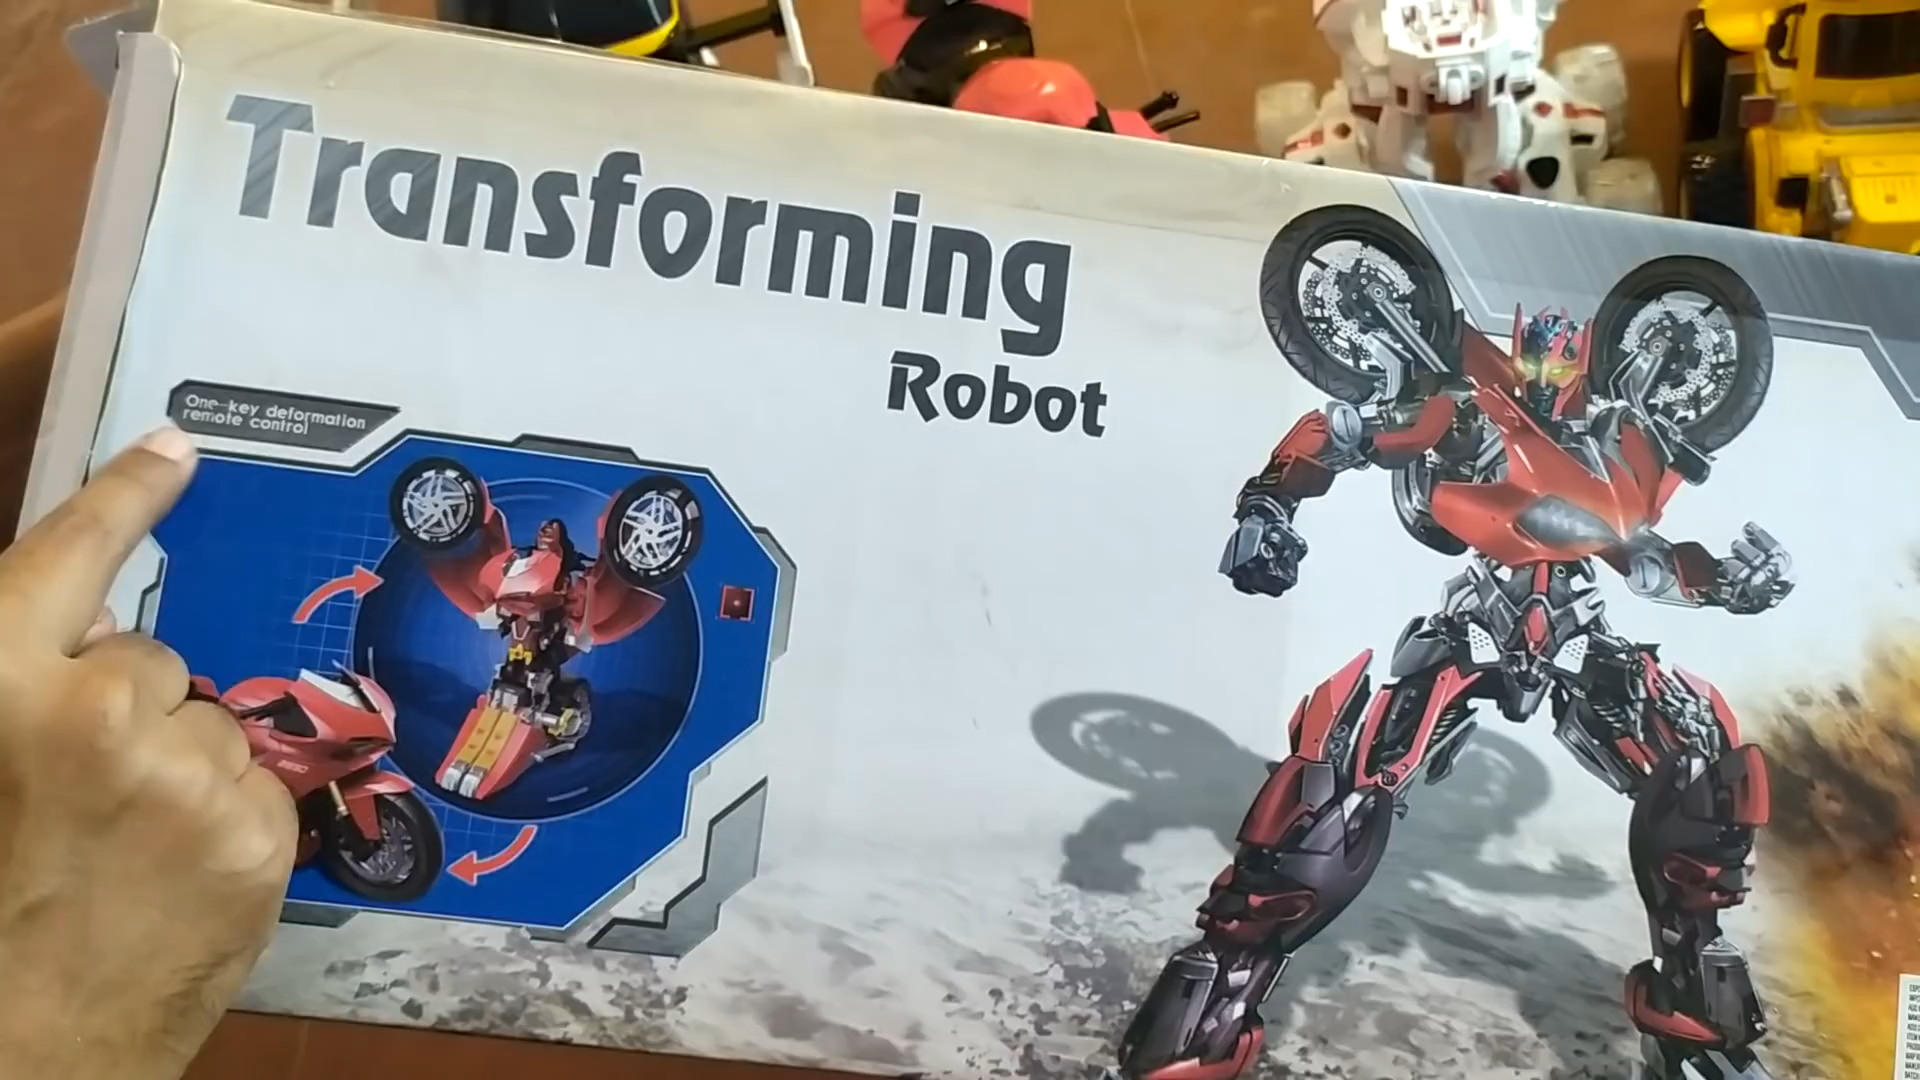 Transforming
Robot
One-key deformation
remote control